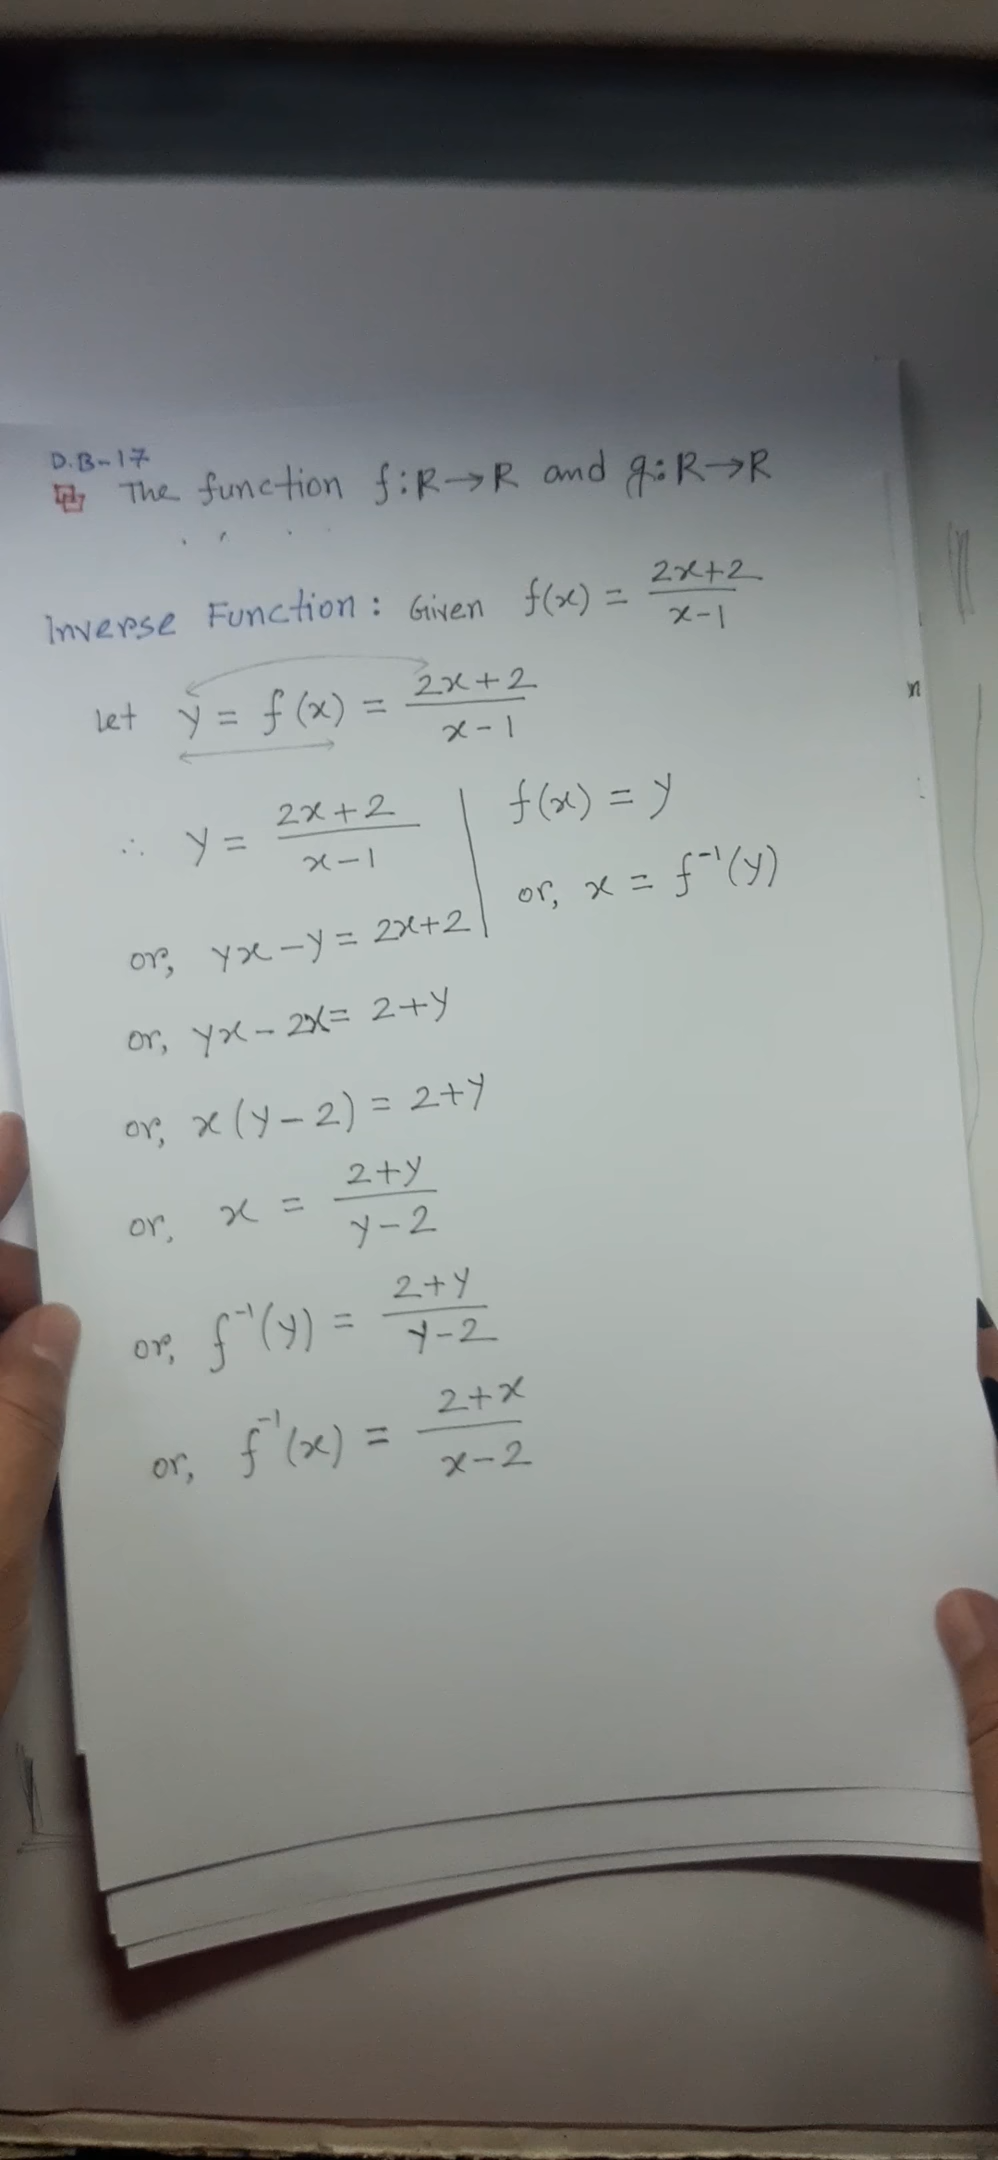 D.B-17
The function f:R→R and g:R→R
Inverse Function: Given f(x) = (2x+2)/(x-1)
Let y = f(x) = (2x+2)/(x-1)
∴ y = (2x+2)/(x-1)
or, yx-y = 2x+2
f(x) = y
or, x = f⁻¹(y)
or, yx-2x = 2+y
or, x(y-2) = 2+y
or, x = (2+y)/(y-2)
or, f⁻¹(y) = (2+y)/(y-2)
or, f⁻¹(x) = (2+x)/(x-2)
n